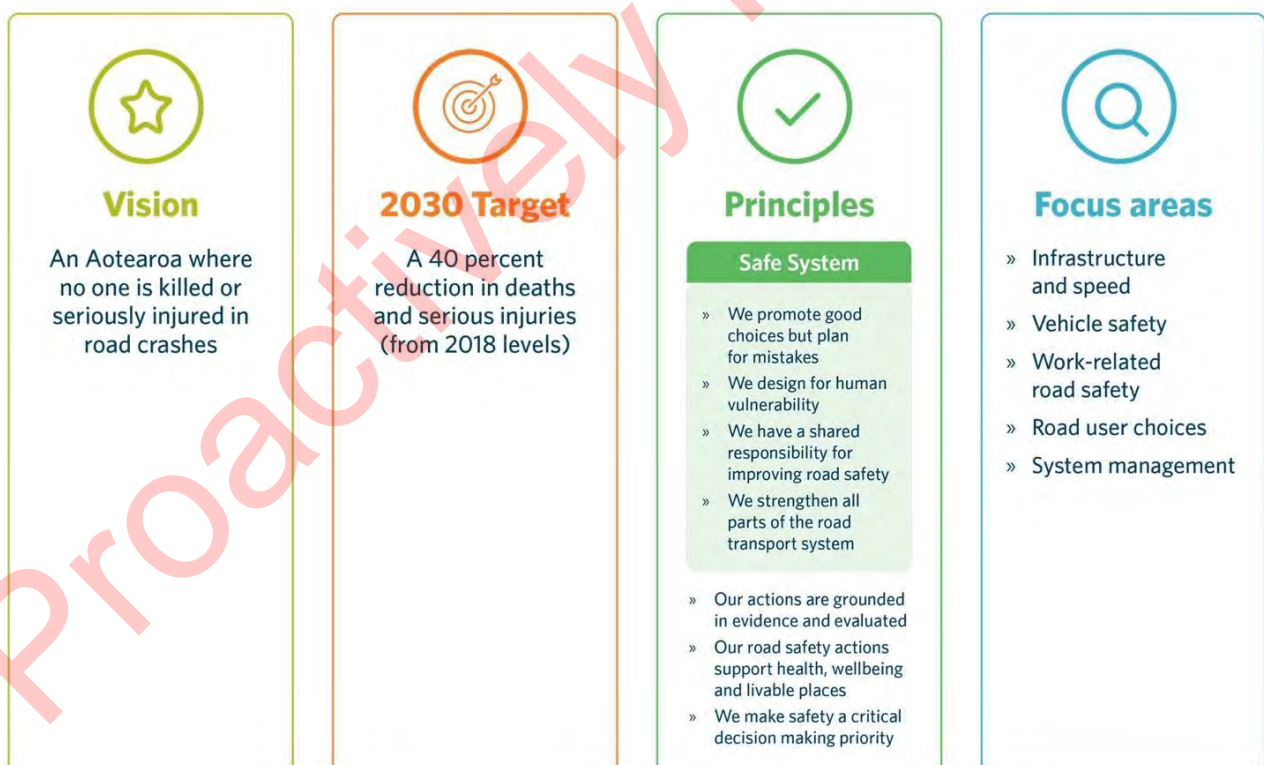 Vision
An Aotearoa where
no one is killed or
seriously injured in
road crashes
2030 Target
A 40 percent
reduction in deaths
and serious injuries
(from 2018 levels)
Principles
Safe System
» We promote good
choices but plan
for mistakes
» We design for human
vulnerability
» We have a shared
responsibility for
improving road safety
» We strengthen all
parts of the road
transport system
» Our actions are grounded
in evidence and evaluated
» Our road safety actions
support health, wellbeing
and livable places
» We make safety a critical
decision making priority
Focus areas
» Infrastructure
and speed
» Vehicle safety
» Work-related
road safety
» Road user choices
» System management
Proactively